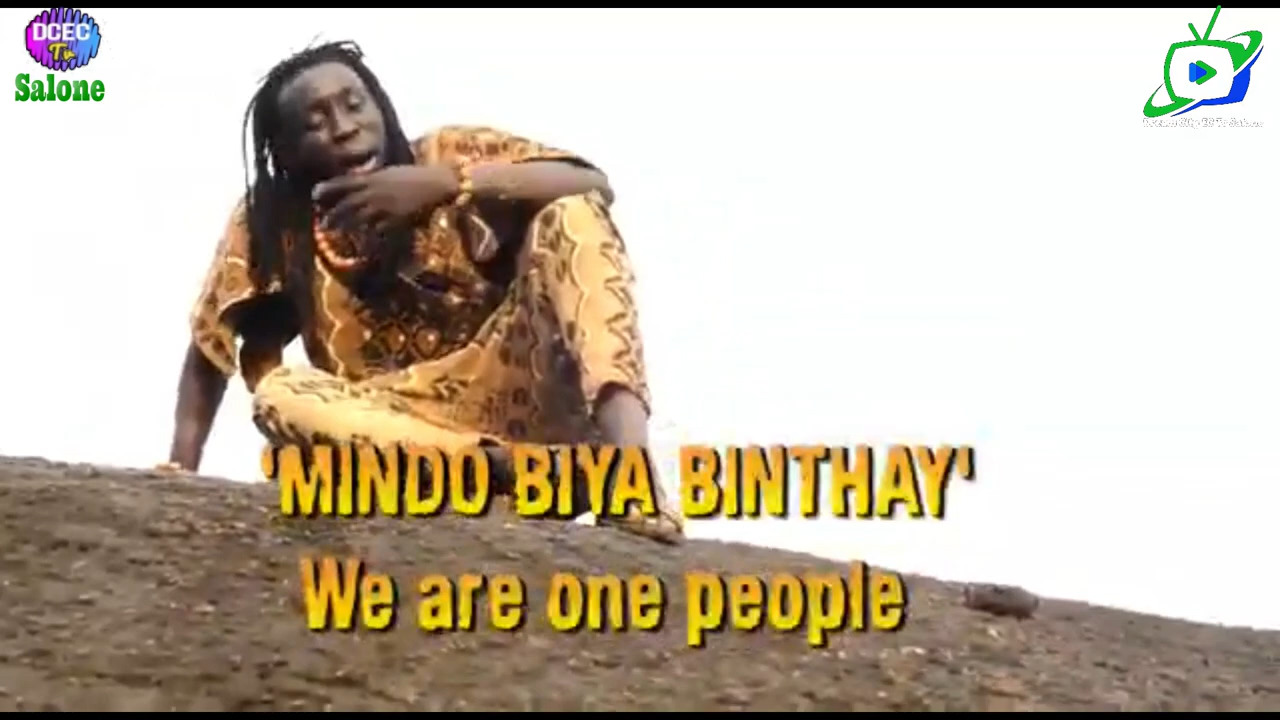 DCEC
Tv
Salone
'MINDO BIYA BINTHAY'
We are one people